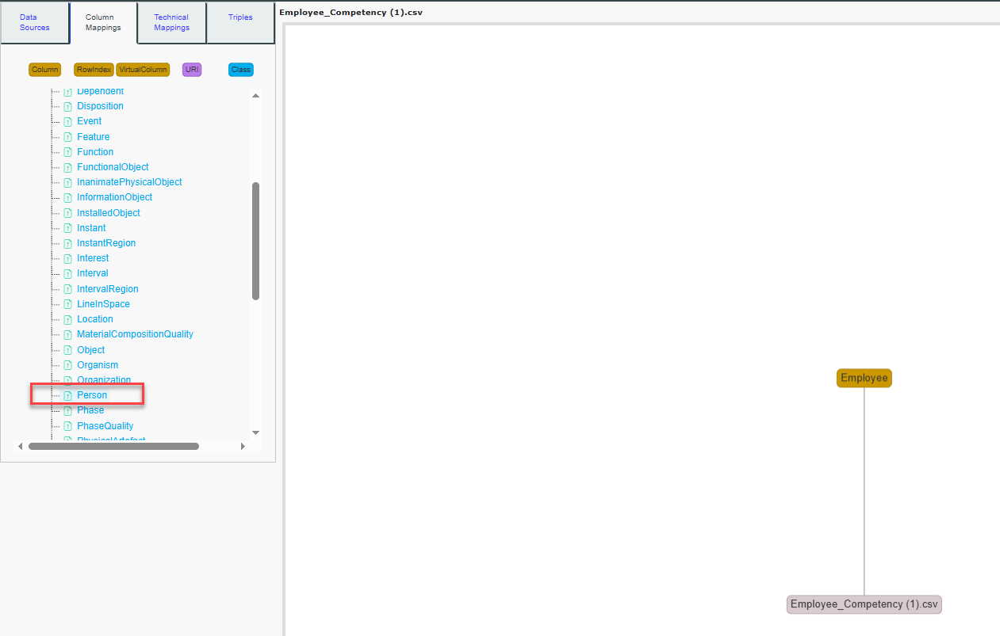 Data Sources
Column Mappings
Technical Mappings
Triples
Employee_Competency (1).csv
Column
RowIndex
VirtualColumn
URI
Class
Dependent
Disposition
Event
Feature
Function
FunctionalObject
InanimatePhysicalObject
InformationObject
InstalledObject
Instant
InstantRegion
Interest
Interval
IntervalRegion
LineInSpace
Location
MaterialCompositionQuality
Object
Organism
Organization
Person
Phase
PhaseQuality
PhysicalArtefact
Employee
Employee_Competency (1).csv